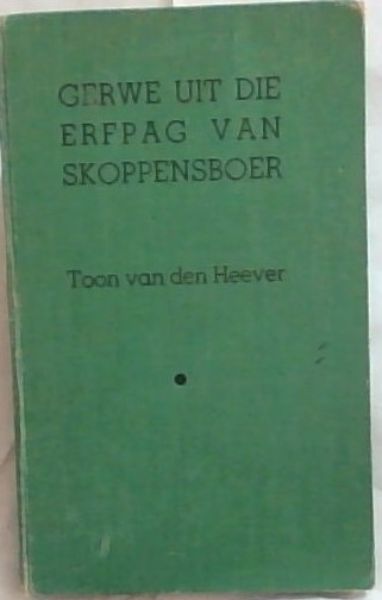 GERWE UIT DIE
ERFPAG VAN
SKOPPENSBOER
Toon van den Heever